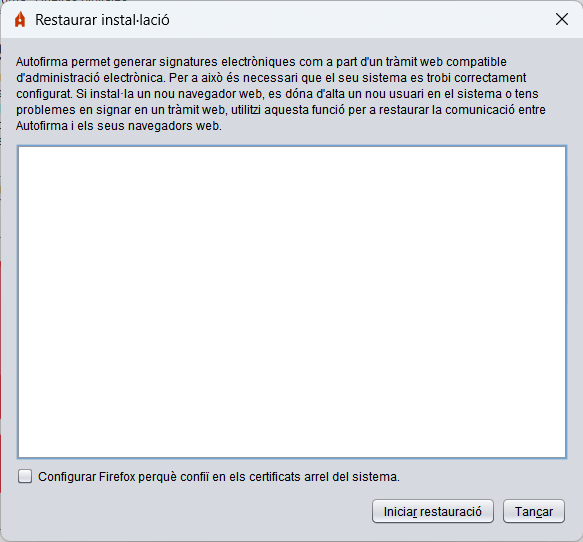 Restaurar instal·lació
Autofirma permet generar signatures electròniques com a part d'un tràmit web compatible
d'administració electrònica. Per a això és necessari que el seu sistema es trobi correctament
configurat. Si instal·la un nou navegador web, es dóna d'alta un nou usuari en el sistema o tens
problemes en signar en un tràmit web, utilitzi aquesta funció per a restaurar la comunicació entre
Autofirma i els seus navegadors web.
Configurar Firefox perquè confiï en els certificats arrel del sistema.
Iniciar restauració
Tancar